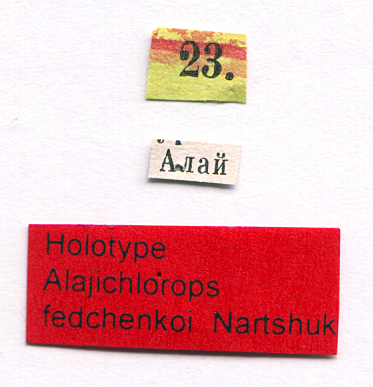 23.
Алай
Holotype
Alajichlorops
fedchenkoi Nartshuk